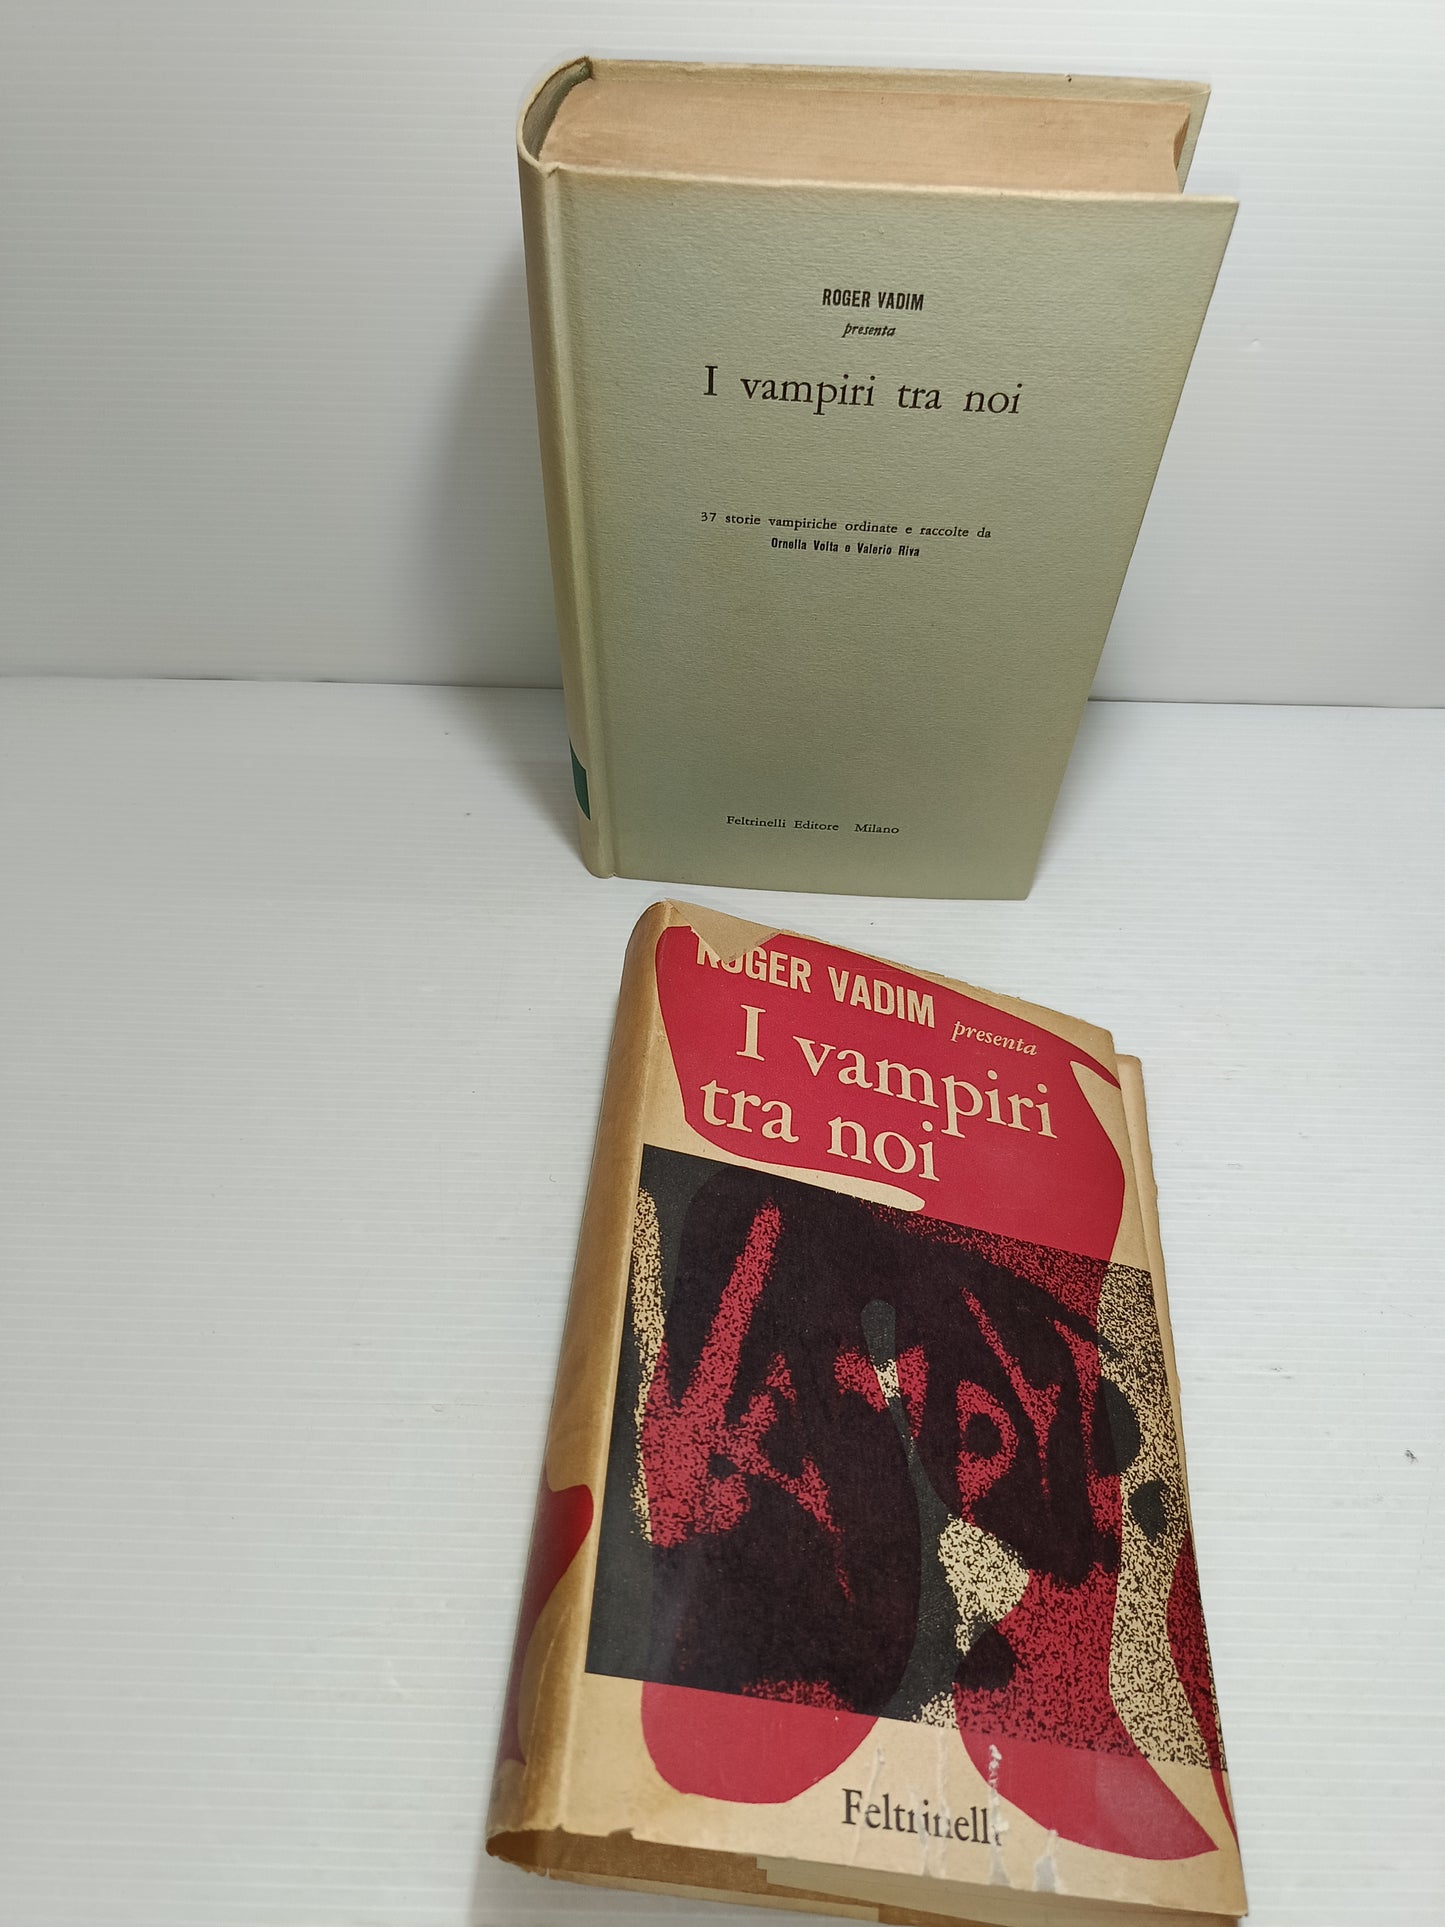 ROGER VADIM
presenta
I vampiri tra noi
37 storie vampiriche ordinate e raccolte da
Ornella Volta e Valerio Riva
Feltrinelli Editore Milano
ROGER VADIM presenta
I vampiri
tra noi
Feltrinelli